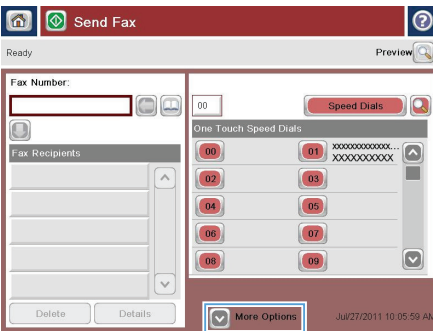 Send Fax
Ready
Preview
Fax Number:
00
Speed Dials
One Touch Speed Dials
Fax Recipients
00
01 xxxxxxxxxxxxx...
XXXXXXXXXX
02
03
04
05
06
07
08
09
Delete
Details
More Options
Jul/27/2011 10:05:59 AM